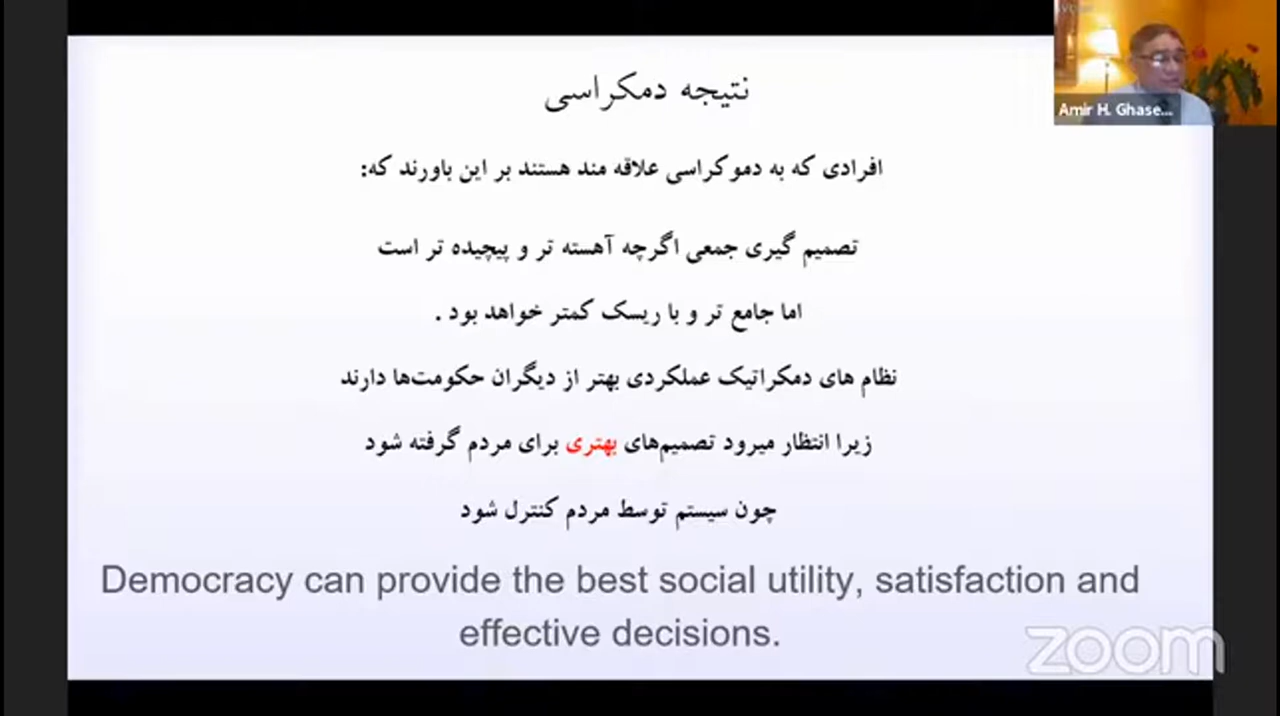 نتیجه دمکراسی
افرادی که به دموکراسی علاقه مند هستند بر این باورند که:
تصمیم گیری جمعی اگرچه آهسته تر و پیچیده تر است
اما جامع تر و با ریسک کمتر خواهد بود .
نظام های دمکراتیک عملکردی بهتر از دیگران حکومت‌ها دارند
زیرا انتظار میرود تصمیم‌های بهتری برای مردم گرفته شود
چون سیستم توسط مردم کنترل شود
Democracy can provide the best social utility, satisfaction and
effective decisions.
Amir H. Ghase...
zoom